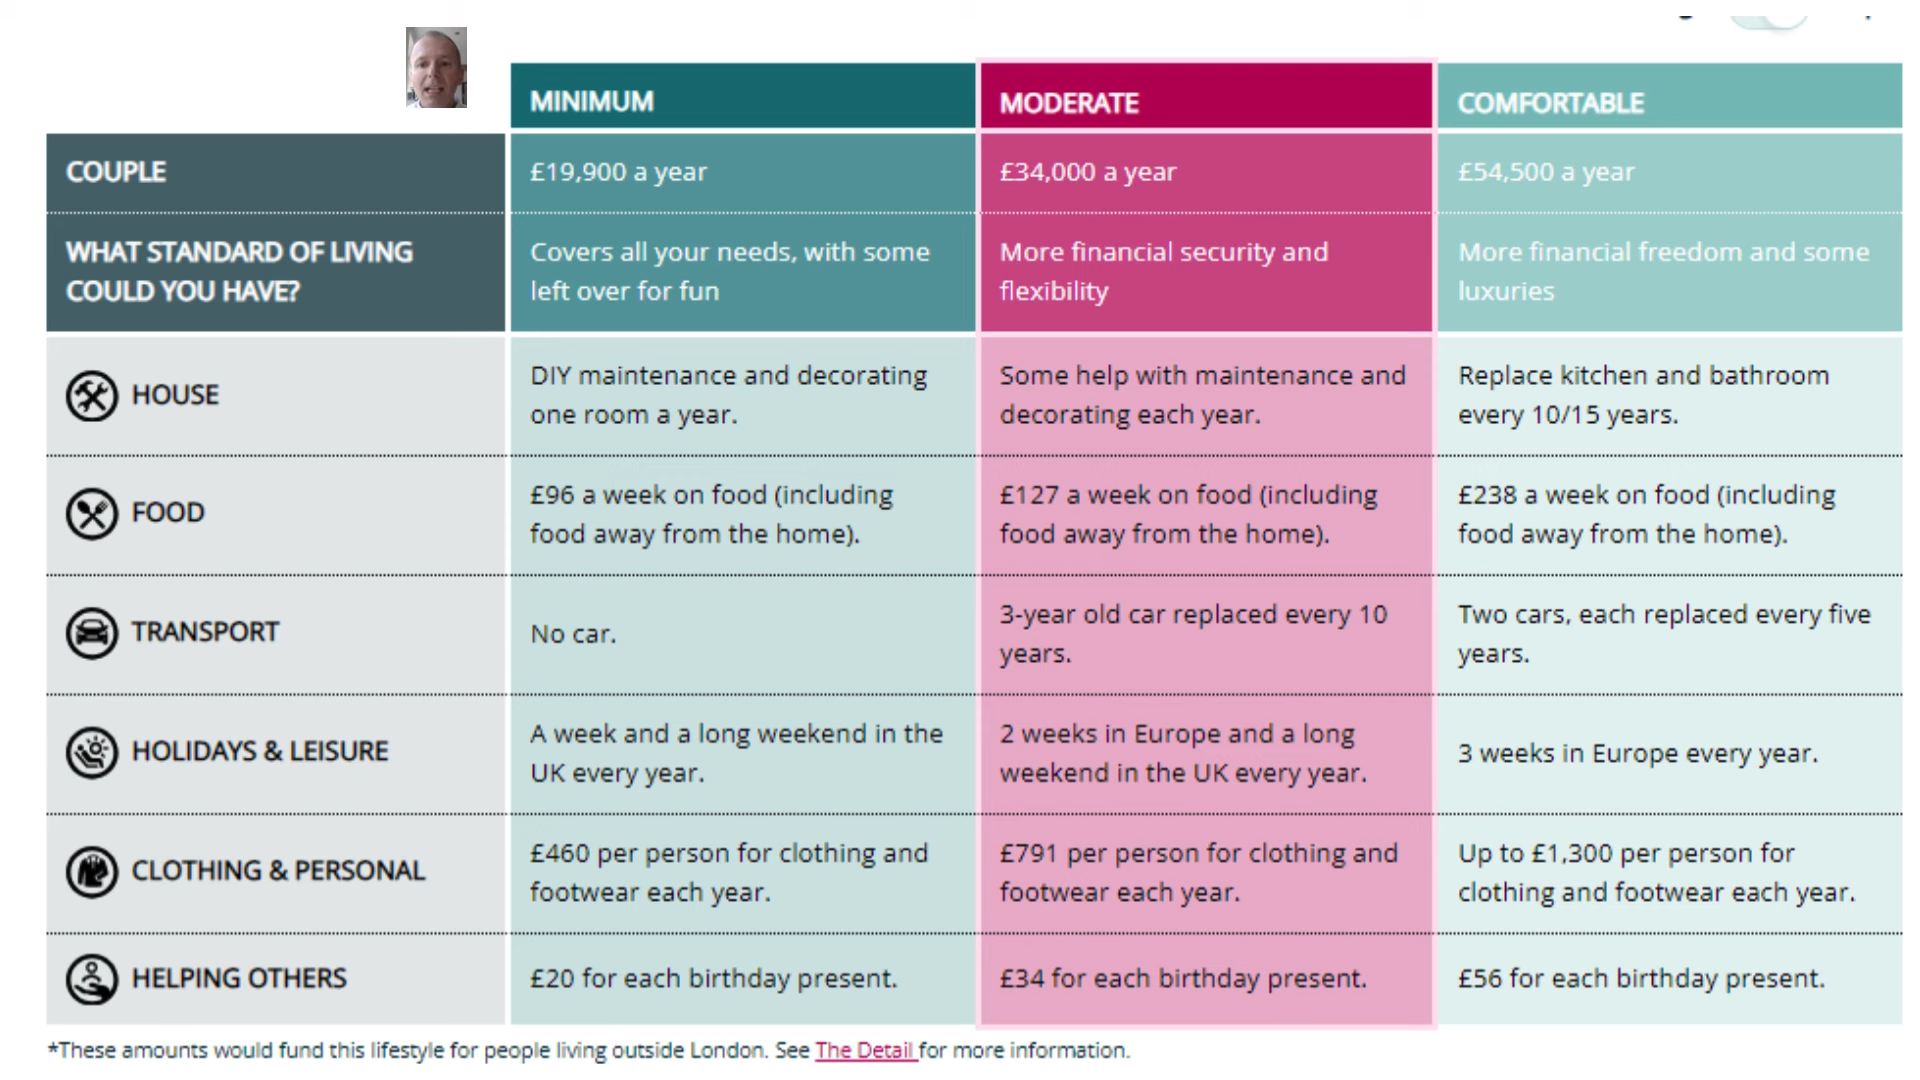 MINIMUM
MODERATE
COMFORTABLE
COUPLE
£19,900 a year
£34,000 a year
£54,500 a year
WHAT STANDARD OF LIVING
COULD YOU HAVE?
Covers all your needs, with some
left over for fun
More financial security and
flexibility
More financial freedom and some
luxuries
HOUSE
DIY maintenance and decorating
one room a year.
Some help with maintenance and
decorating each year.
Replace kitchen and bathroom
every 10/15 years.
FOOD
£96 a week on food (including
food away from the home).
£127 a week on food (including
food away from the home).
£238 a week on food (including
food away from the home).
TRANSPORT
No car.
3-year old car replaced every 10
years.
Two cars, each replaced every five
years.
HOLIDAYS & LEISURE
A week and a long weekend in the
UK every year.
2 weeks in Europe and a long
weekend in the UK every year.
3 weeks in Europe every year.
CLOTHING & PERSONAL
£460 per person for clothing and
footwear each year.
£791 per person for clothing and
footwear each year.
Up to £1,300 per person for
clothing and footwear each year.
HELPING OTHERS
£20 for each birthday present.
£34 for each birthday present.
£56 for each birthday present.
*These amounts would fund this lifestyle for people living outside London. See The Detail for more information.